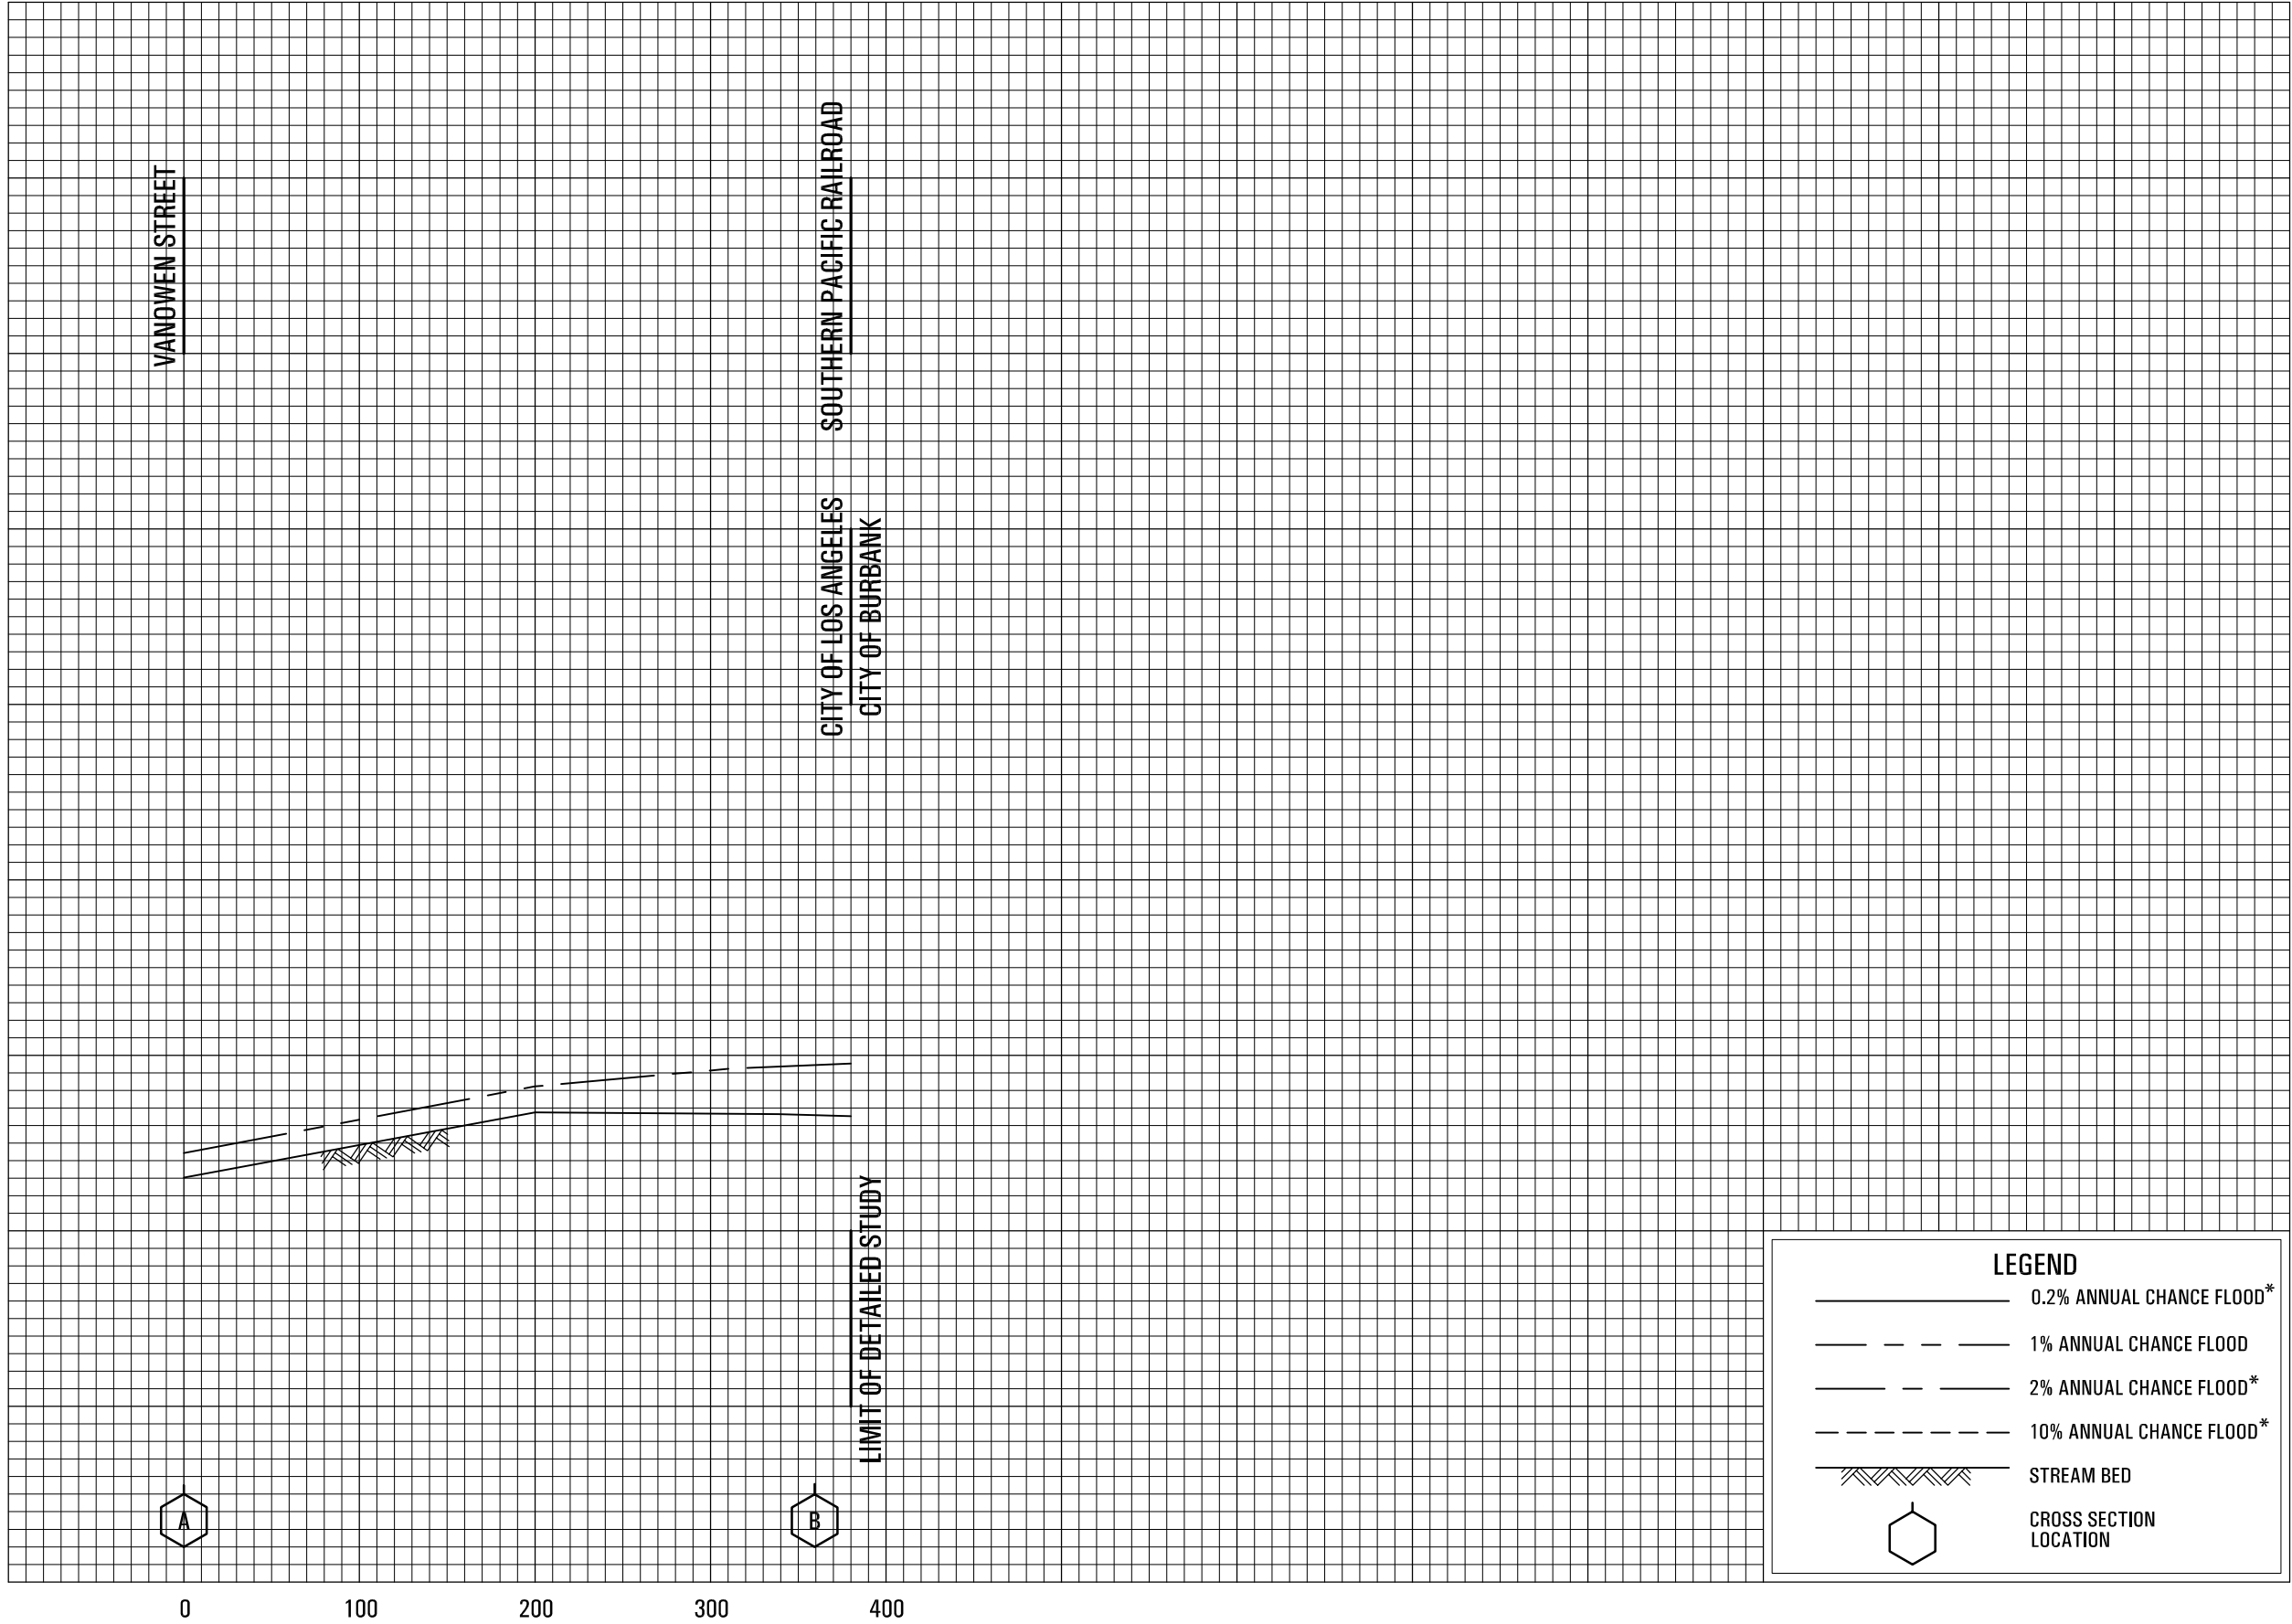 VANOWEN STREET
SOUTHERN PACIFIC RAILROAD
CITY OF LOS ANGELES
CITY OF BURBANK
LIMIT OF DETAILED STUDY
LEGEND
0.2% ANNUAL CHANCE FLOOD*
1% ANNUAL CHANCE FLOOD
2% ANNUAL CHANCE FLOOD*
10% ANNUAL CHANCE FLOOD*
STREAM BED
CROSS SECTION
LOCATION
A
B
0 100 200 300 400